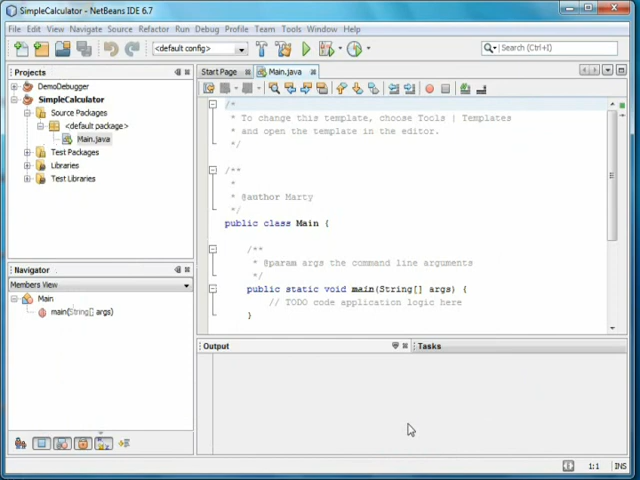 SimpleCalculator - NetBeans IDE 6.7
File Edit View Navigate Source Refactor Run Debug Profile Team Tools Window Help
<default config>
Search (Ctrl+I)
Projects
DemoDebugger
SimpleCalculator
Source Packages
<default package>
Main.java
Test Packages
Libraries
Test Libraries
Navigator
Members View
Main
main(String[] args)
Start Page
Main.java
/*
* To change this template, choose Tools | Templates
* and open the template in the editor.
*/
/**
*
* @author Marty
*/
public class Main {
/**
* @param args the command line arguments
*/
public static void main(String[] args) {
// TODO code application logic here
}
Output
Tasks
1:1
INS